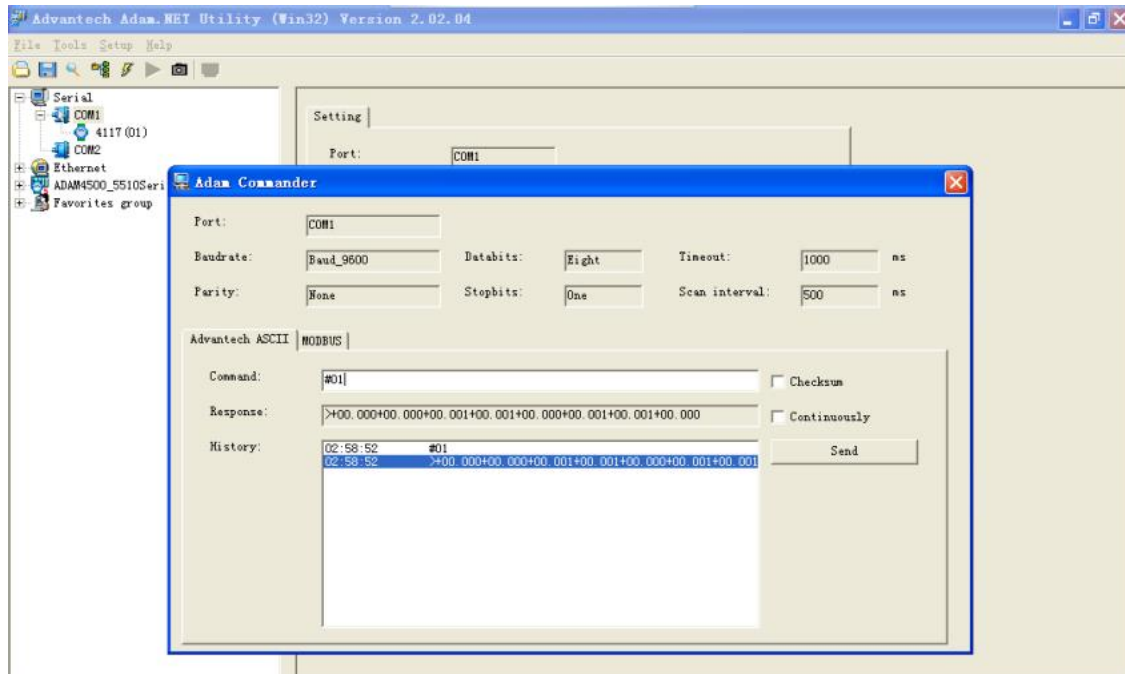 Advantech Adam.NET Utility (Win32) Version 2.02.04
File Tools Setup Help
Serial
COM1
4117(01)
COM2
Ethernet
ADAM4500_5510Seri
Favorites group
Setting
Port: COM1
Adam Commander
Port: COM1
Baudrate: Baud_9600 Databits: Eight Timeout: 1000 ms
Parity: None Stopbits: One Scan interval: 500 ms
Advantech ASCII MODBUS
Command: #01 Checksum
Response: >+00.000+00.000+00.001+00.001+00.000+00.001+00.001+00.000 Continuously
History: 02:58:52 #01 Send
02:58:52 >+00.000+00.000+00.001+00.001+00.000+00.001+00.001